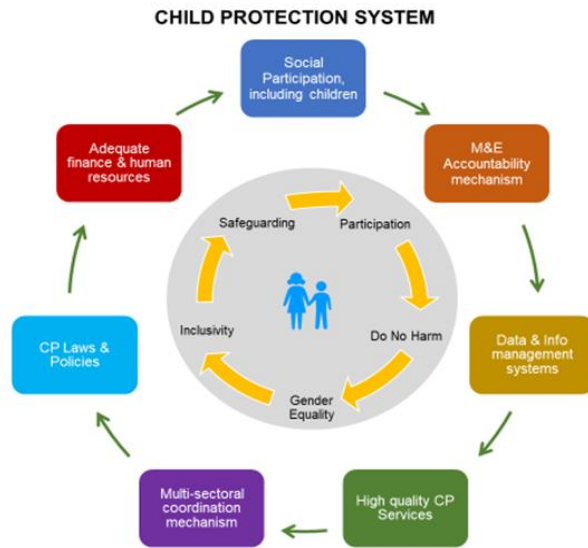 CHILD PROTECTION SYSTEM
Social
Participation,
including children
M&E
Accountability
mechanism
Data & Info
management
systems
High quality CP
Services
Multi-sectoral
coordination
mechanism
CP Laws &
Policies
Adequate
finance & human
resources
Safeguarding
Participation
Do No Harm
Gender
Equality
Inclusivity